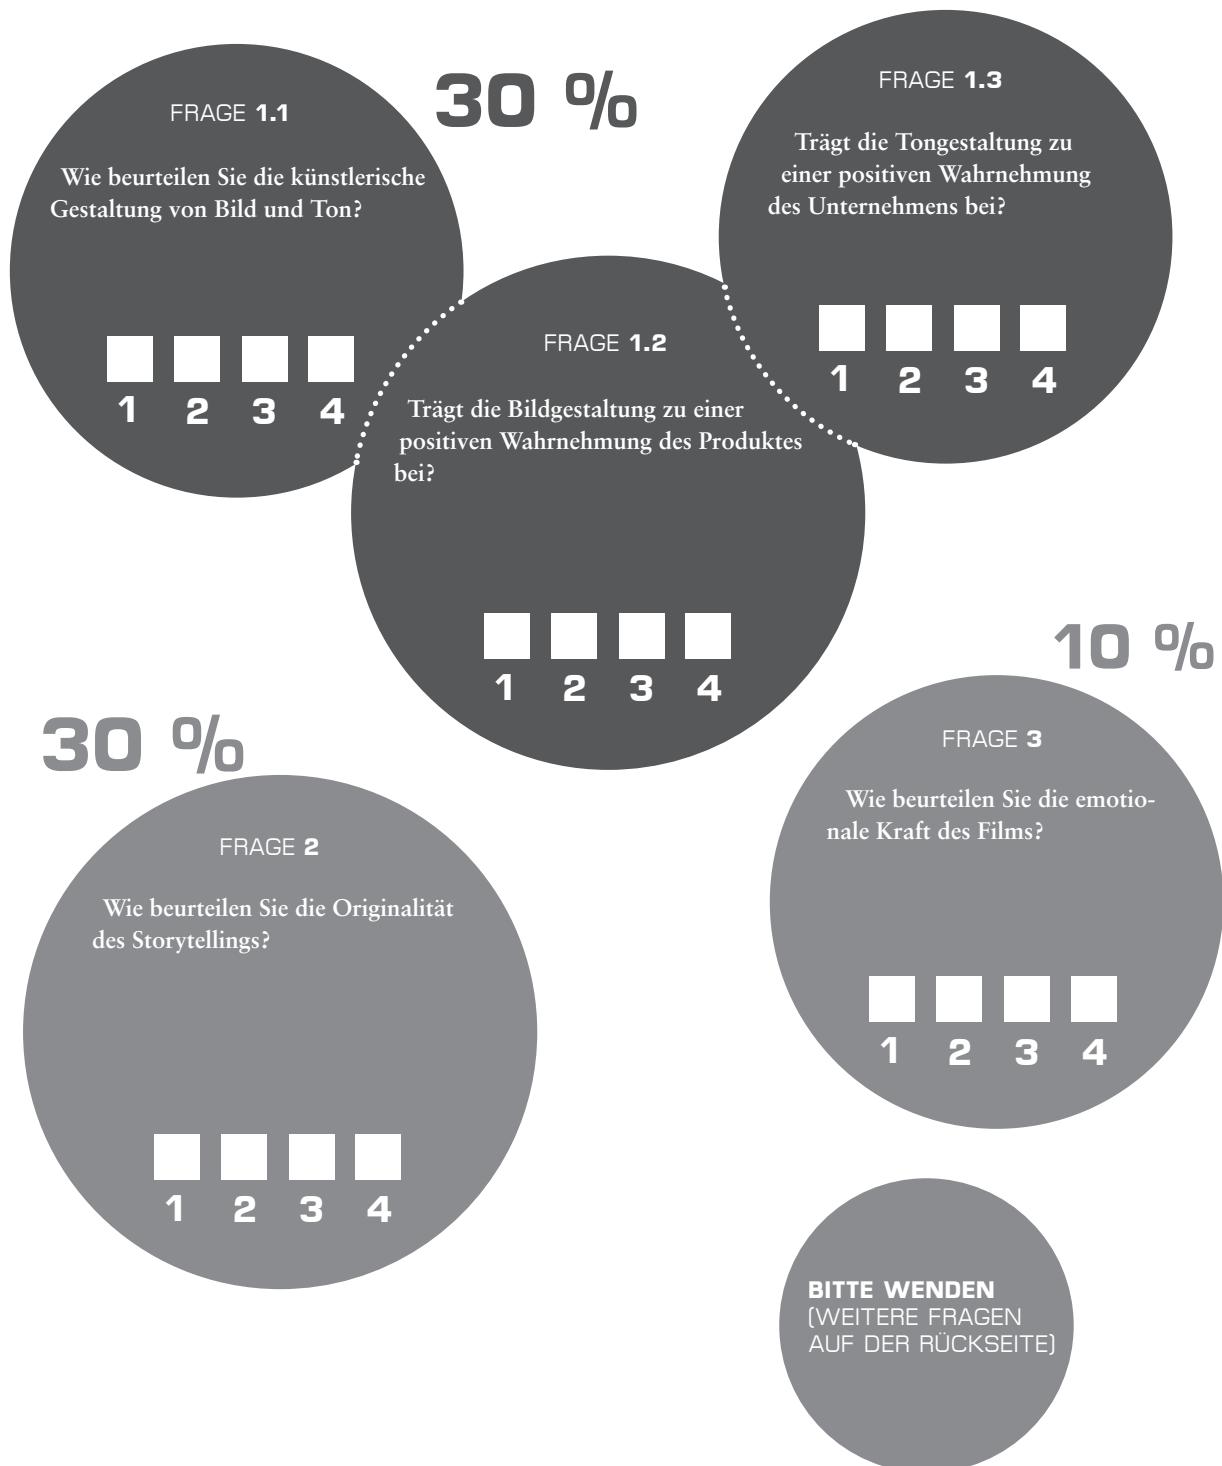 30 %
FRAGE 1.1
Wie beurteilen Sie die künstlerische
Gestaltung von Bild und Ton?
1 2 3 4
FRAGE 1.2
Trägt die Bildgestaltung zu einer
positiven Wahrnehmung des Produktes
bei?
1 2 3 4
FRAGE 1.3
Trägt die Tongestaltung zu
einer positiven Wahrnehmung
des Unternehmens bei?
1 2 3 4
30 %
FRAGE 2
Wie beurteilen Sie die Originalität
des Storytellings?
1 2 3 4
10 %
FRAGE 3
Wie beurteilen Sie die emotio-
nale Kraft des Films?
1 2 3 4
BITTE WENDEN
(WEITERE FRAGEN
AUF DER RÜCKSEITE)